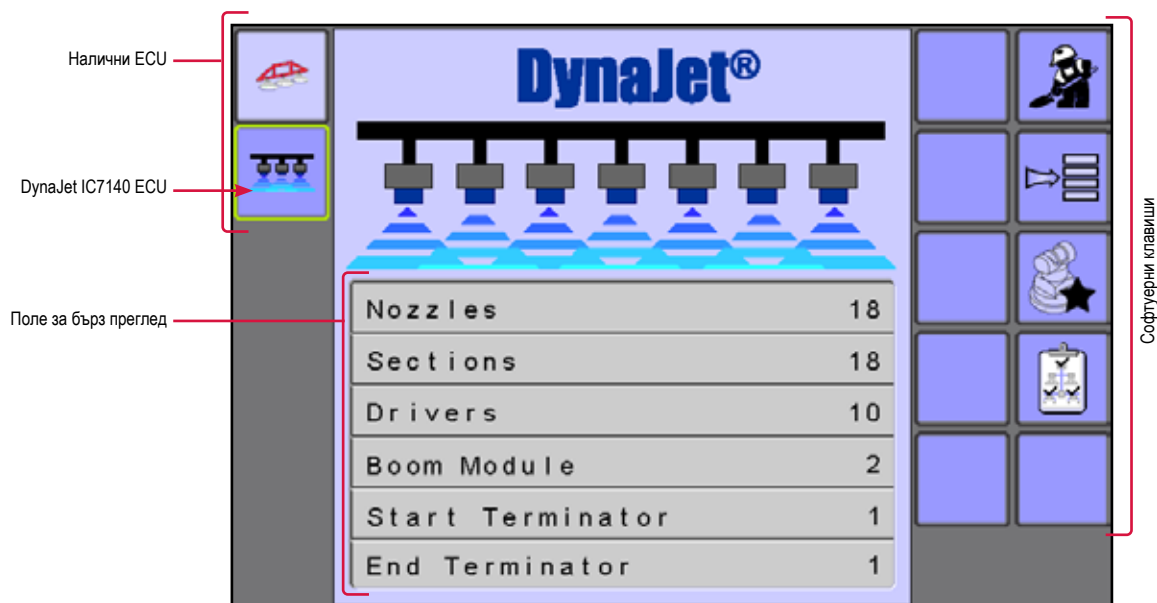 Налични ECU
DynaJet IC7140 ECU
Поле за бърз преглед
DynaJet®
Nozzles 18
Sections 18
Drivers 10
Boom Module 2
Start Terminator 1
End Terminator 1
Софтуерни клавиши